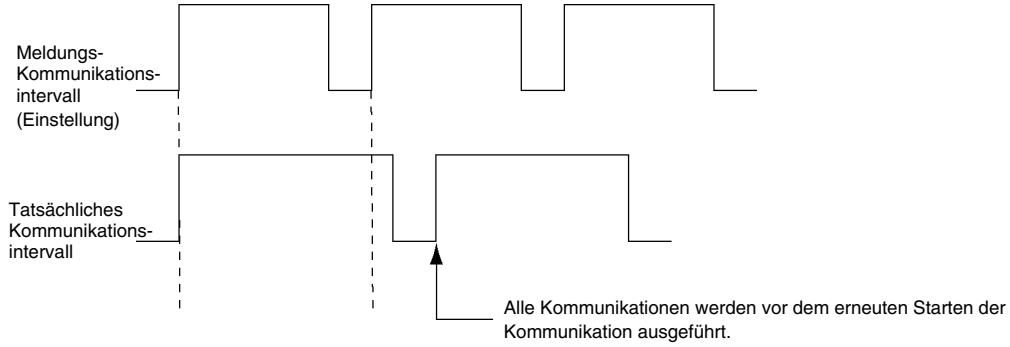 Meldungs-
Kommunikations-
intervall
(Einstellung)
Tatsächliches
Kommunikations-
intervall
Alle Kommunikationen werden vor dem erneuten Starten der
Kommunikation ausgeführt.